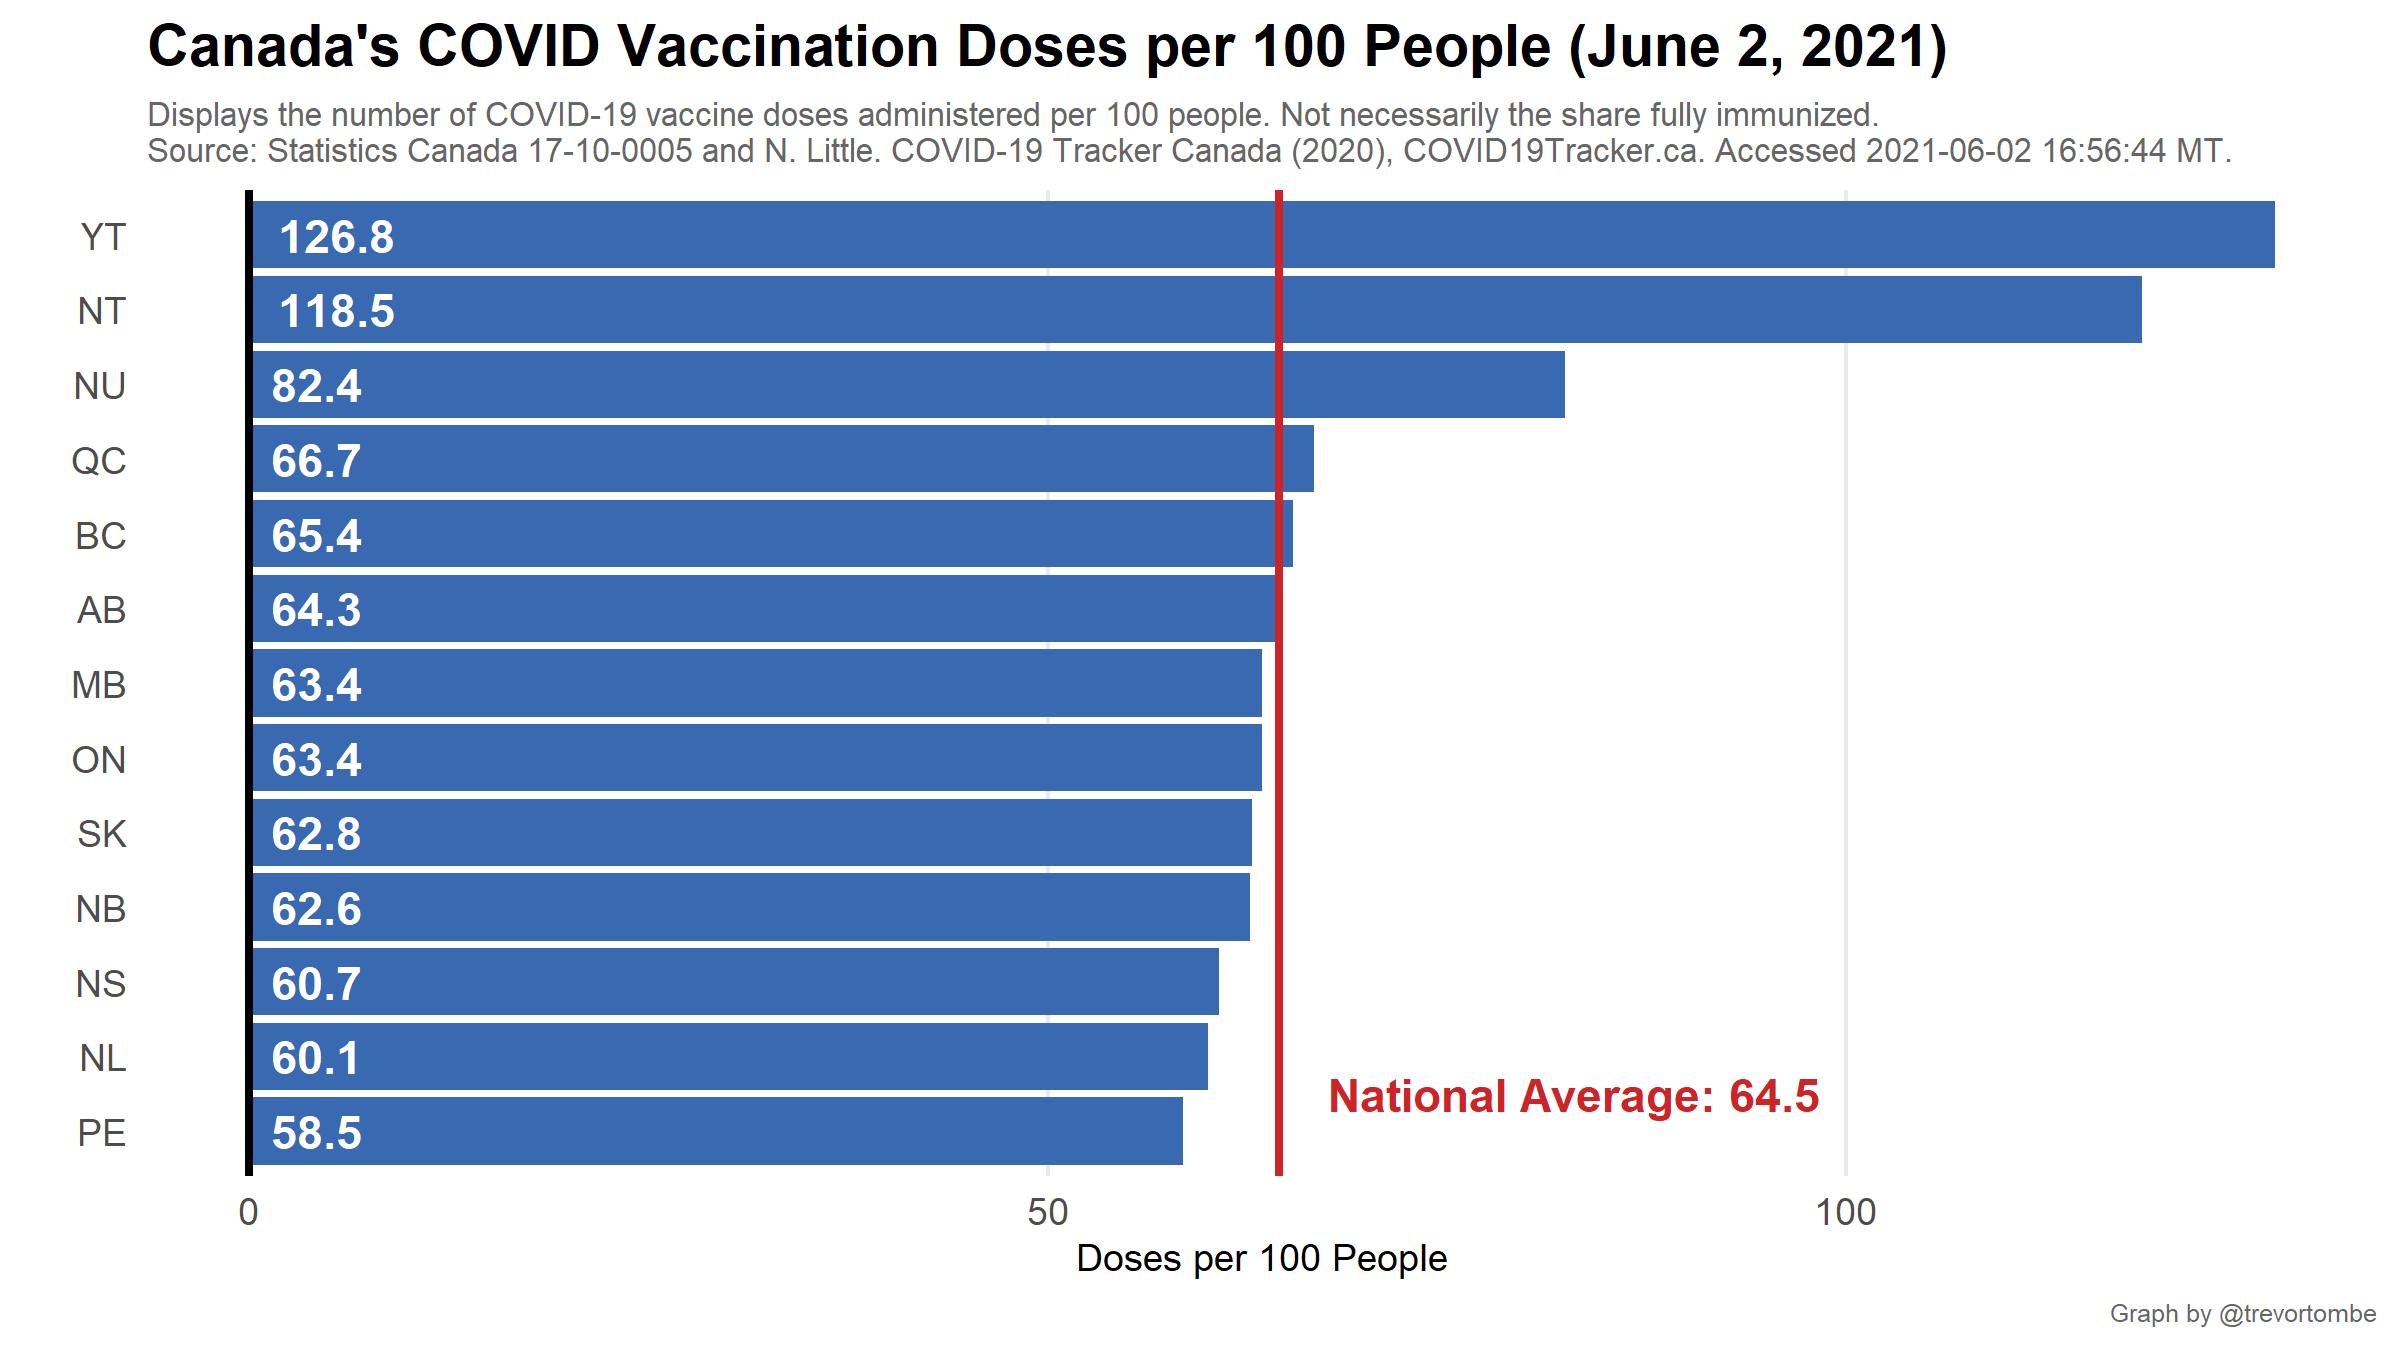 Canada's COVID Vaccination Doses per 100 People (June 2, 2021)
Displays the number of COVID-19 vaccine doses administered per 100 people. Not necessarily the share fully immunized.
Source: Statistics Canada 17-10-0005 and N. Little. COVID-19 Tracker Canada (2020), COVID19Tracker.ca. Accessed 2021-06-02 16:56:44 MT.
YT 126.8
NT 118.5
NU 82.4
QC 66.7
BC 65.4
AB 64.3
MB 63.4
ON 63.4
SK 62.8
NB 62.6
NS 60.7
NL 60.1
National Average: 64.5
PE 58.5
0 50 100
Doses per 100 People
Graph by @trevortombe